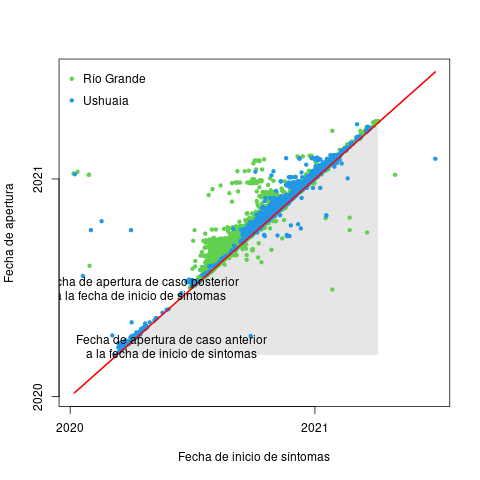 Río Grande
Ushuaia
Fecha de apertura
2021
2020
cha de apertura de caso posterior
a la fecha de inicio de síntomas
Fecha de apertura de caso anterior
a la fecha de inicio de síntomas
2020
2021
Fecha de inicio de síntomas